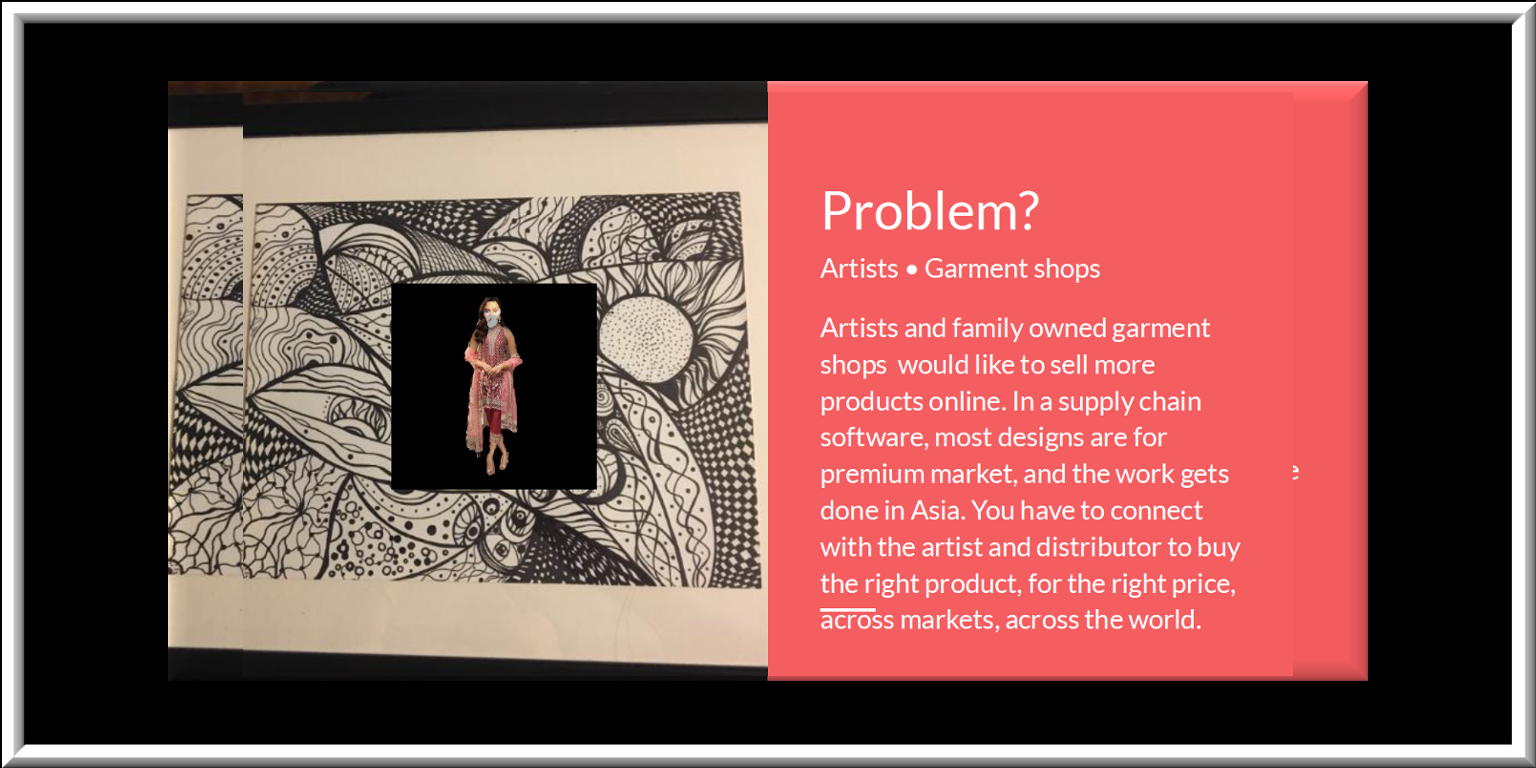 Problem?
Artists • Garment shops
Artists and family owned garment
shops  would like to sell more
products online. In a supply chain
software, most designs are for
premium market, and the work gets
done in Asia. You have to connect
with the artist and distributor to buy
the right product, for the right price,
across markets, across the world.
e